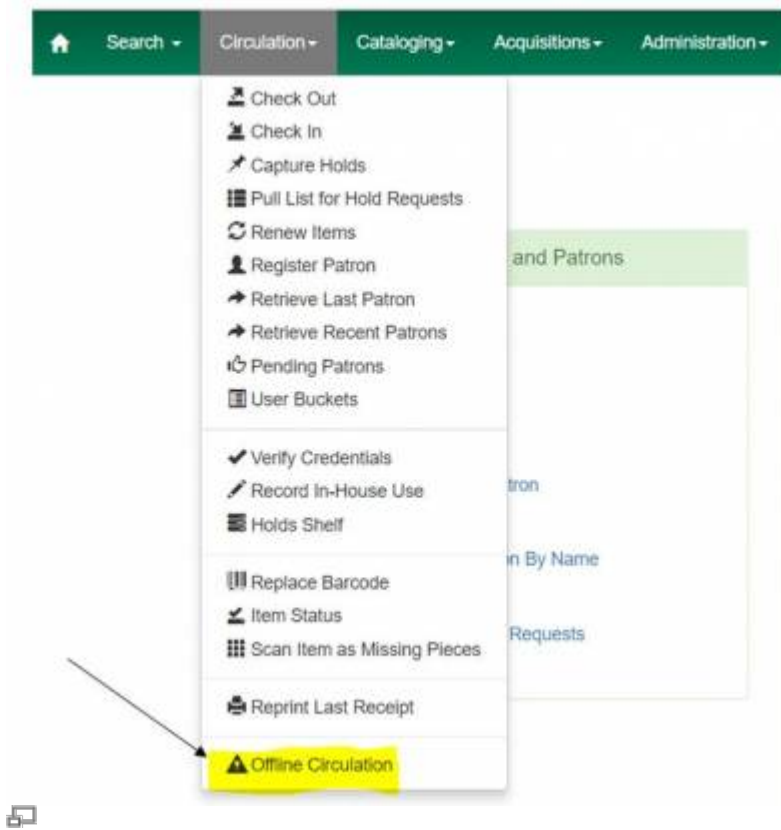 Search Circulation Cataloging Acquisitions Administration
Check Out
Check In
Capture Holds
Pull List for Hold Requests
Renew Items
Register Patron
and Patrons
Retrieve Last Patron
Retrieve Recent Patrons
Pending Patrons
User Buckets
Verify Credentials
Record In-House Use
tron
Holds Shelf
n By Name
Replace Barcode
Item Status
Requests
Scan Item as Missing Pieces
Reprint Last Receipt
Offline Circulation